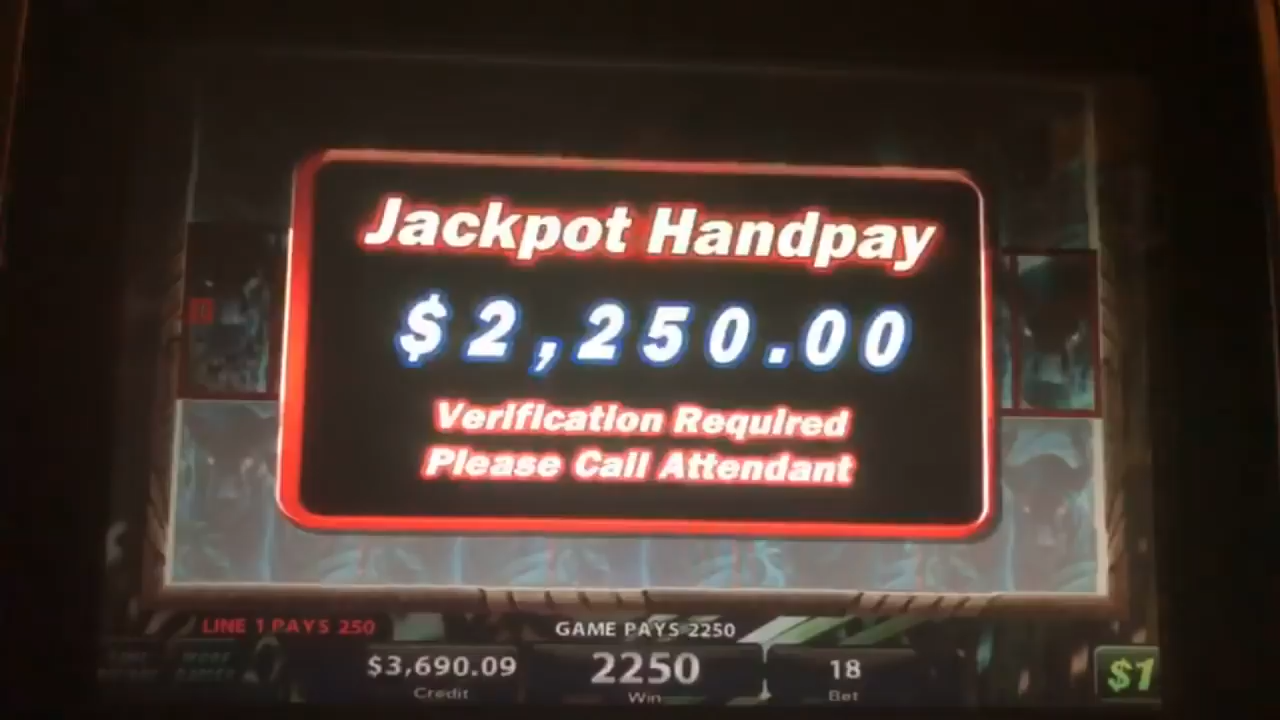 Jackpot Handpay
$2,250.00
Verification Required
Please Call Attendant
LINE 1 PAYS 250
GAME PAYS 2250
$3,690.09
2250
18
$1
Credit
Win
Bet